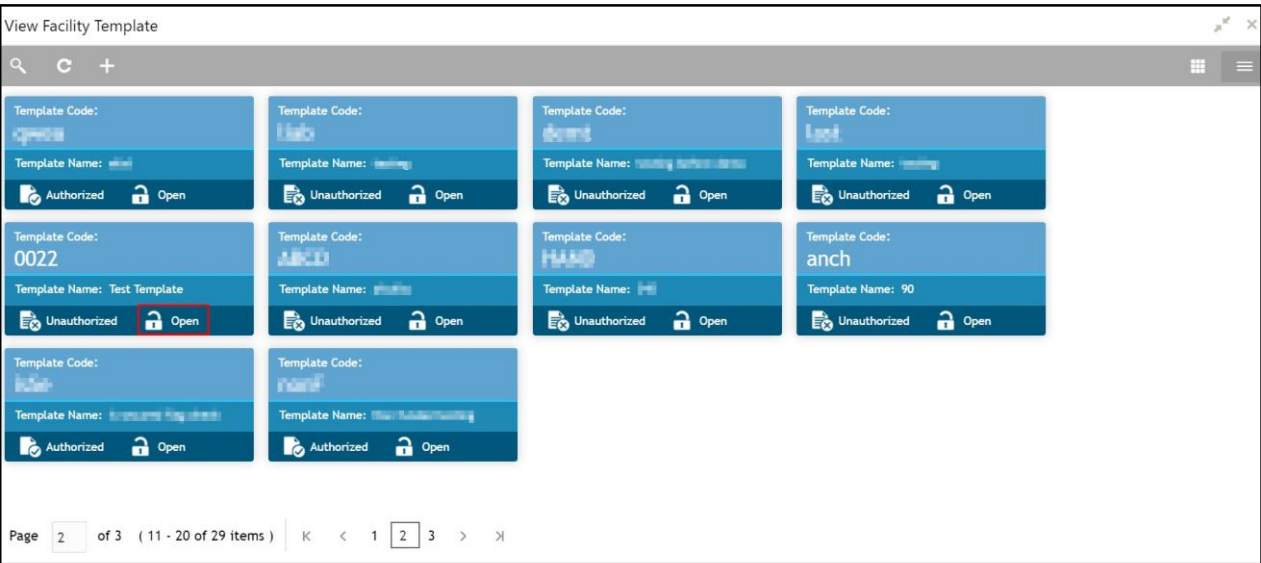 View Facility Template
Template Code:
Template Name:
Authorized Open
Template Code:
Template Name:
Unauthorized Open
Template Code:
Template Name:
Unauthorized Open
Template Code:
Template Name:
Unauthorized Open
Template Code:
0022
Template Name: Test Template
Unauthorized Open
Template Code:
Template Name:
Unauthorized Open
Template Code:
Template Name:
Unauthorized Open
Template Code:
anch
Template Name: 90
Unauthorized Open
Template Code:
Template Name:
Authorized Open
Template Code:
Template Name:
Authorized Open
Page 2 of 3 ( 11 - 20 of 29 items ) 1 2 3